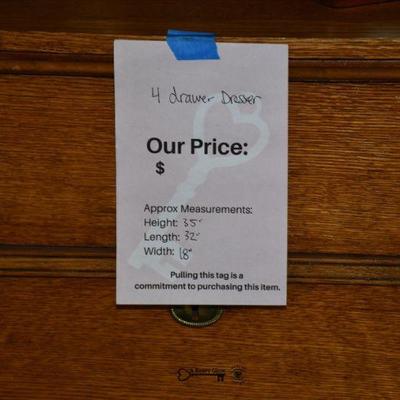 4 drawer Dresser
Our Price:
$
Approx Measurements:
Height: 35"
Length: 32"
Width: 18"
Pulling this tag is a
commitment to purchasing this item.